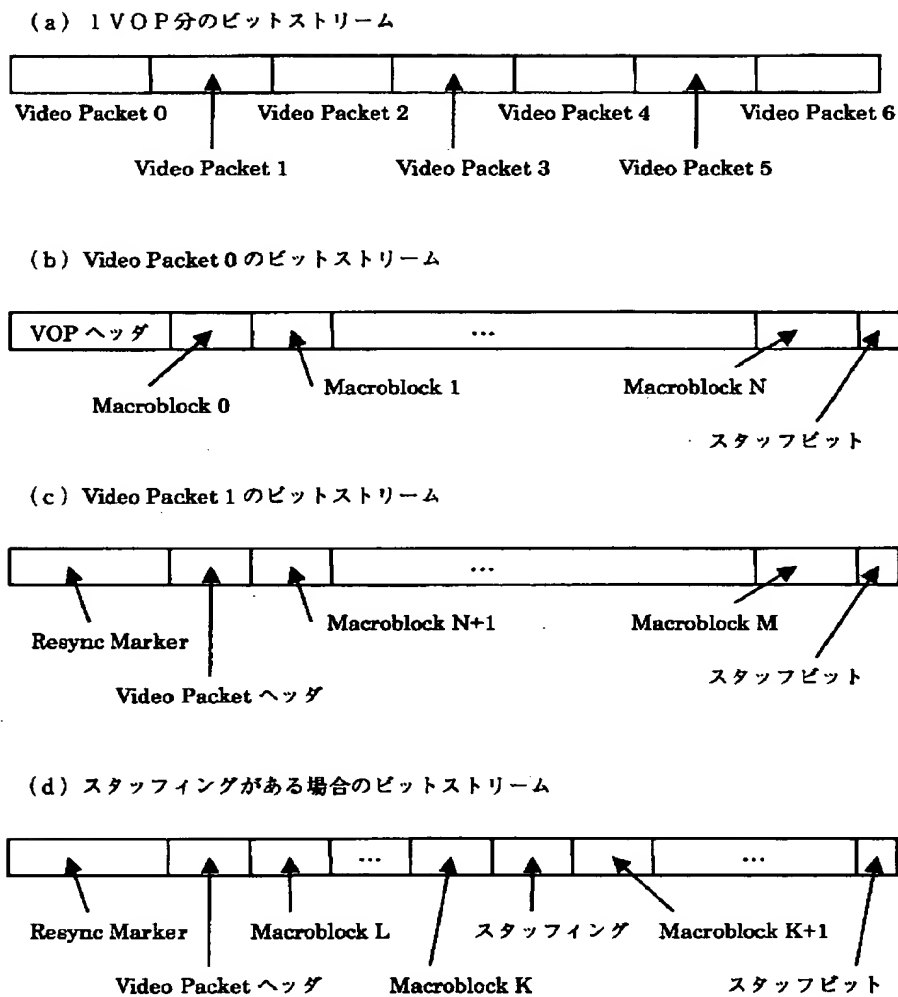 (a) 1VOP分のビットストリーム
Video Packet 0 Video Packet 2 Video Packet 4 Video Packet 6
Video Packet 1 Video Packet 3 Video Packet 5
(b) Video Packet 0 のビットストリーム
VOP ヘッダ ...
Macroblock 0 Macroblock 1 Macroblock N
スタッフビット
(c) Video Packet 1 のビットストリーム
...
Resync Marker Macroblock N+1 Macroblock M
Video Packet ヘッダ スタッフビット
(d) スタッフィングがある場合のビットストリーム
... ...
Resync Marker Macroblock L スタッフィング Macroblock K+1
Video Packet ヘッダ Macroblock K スタッフビット